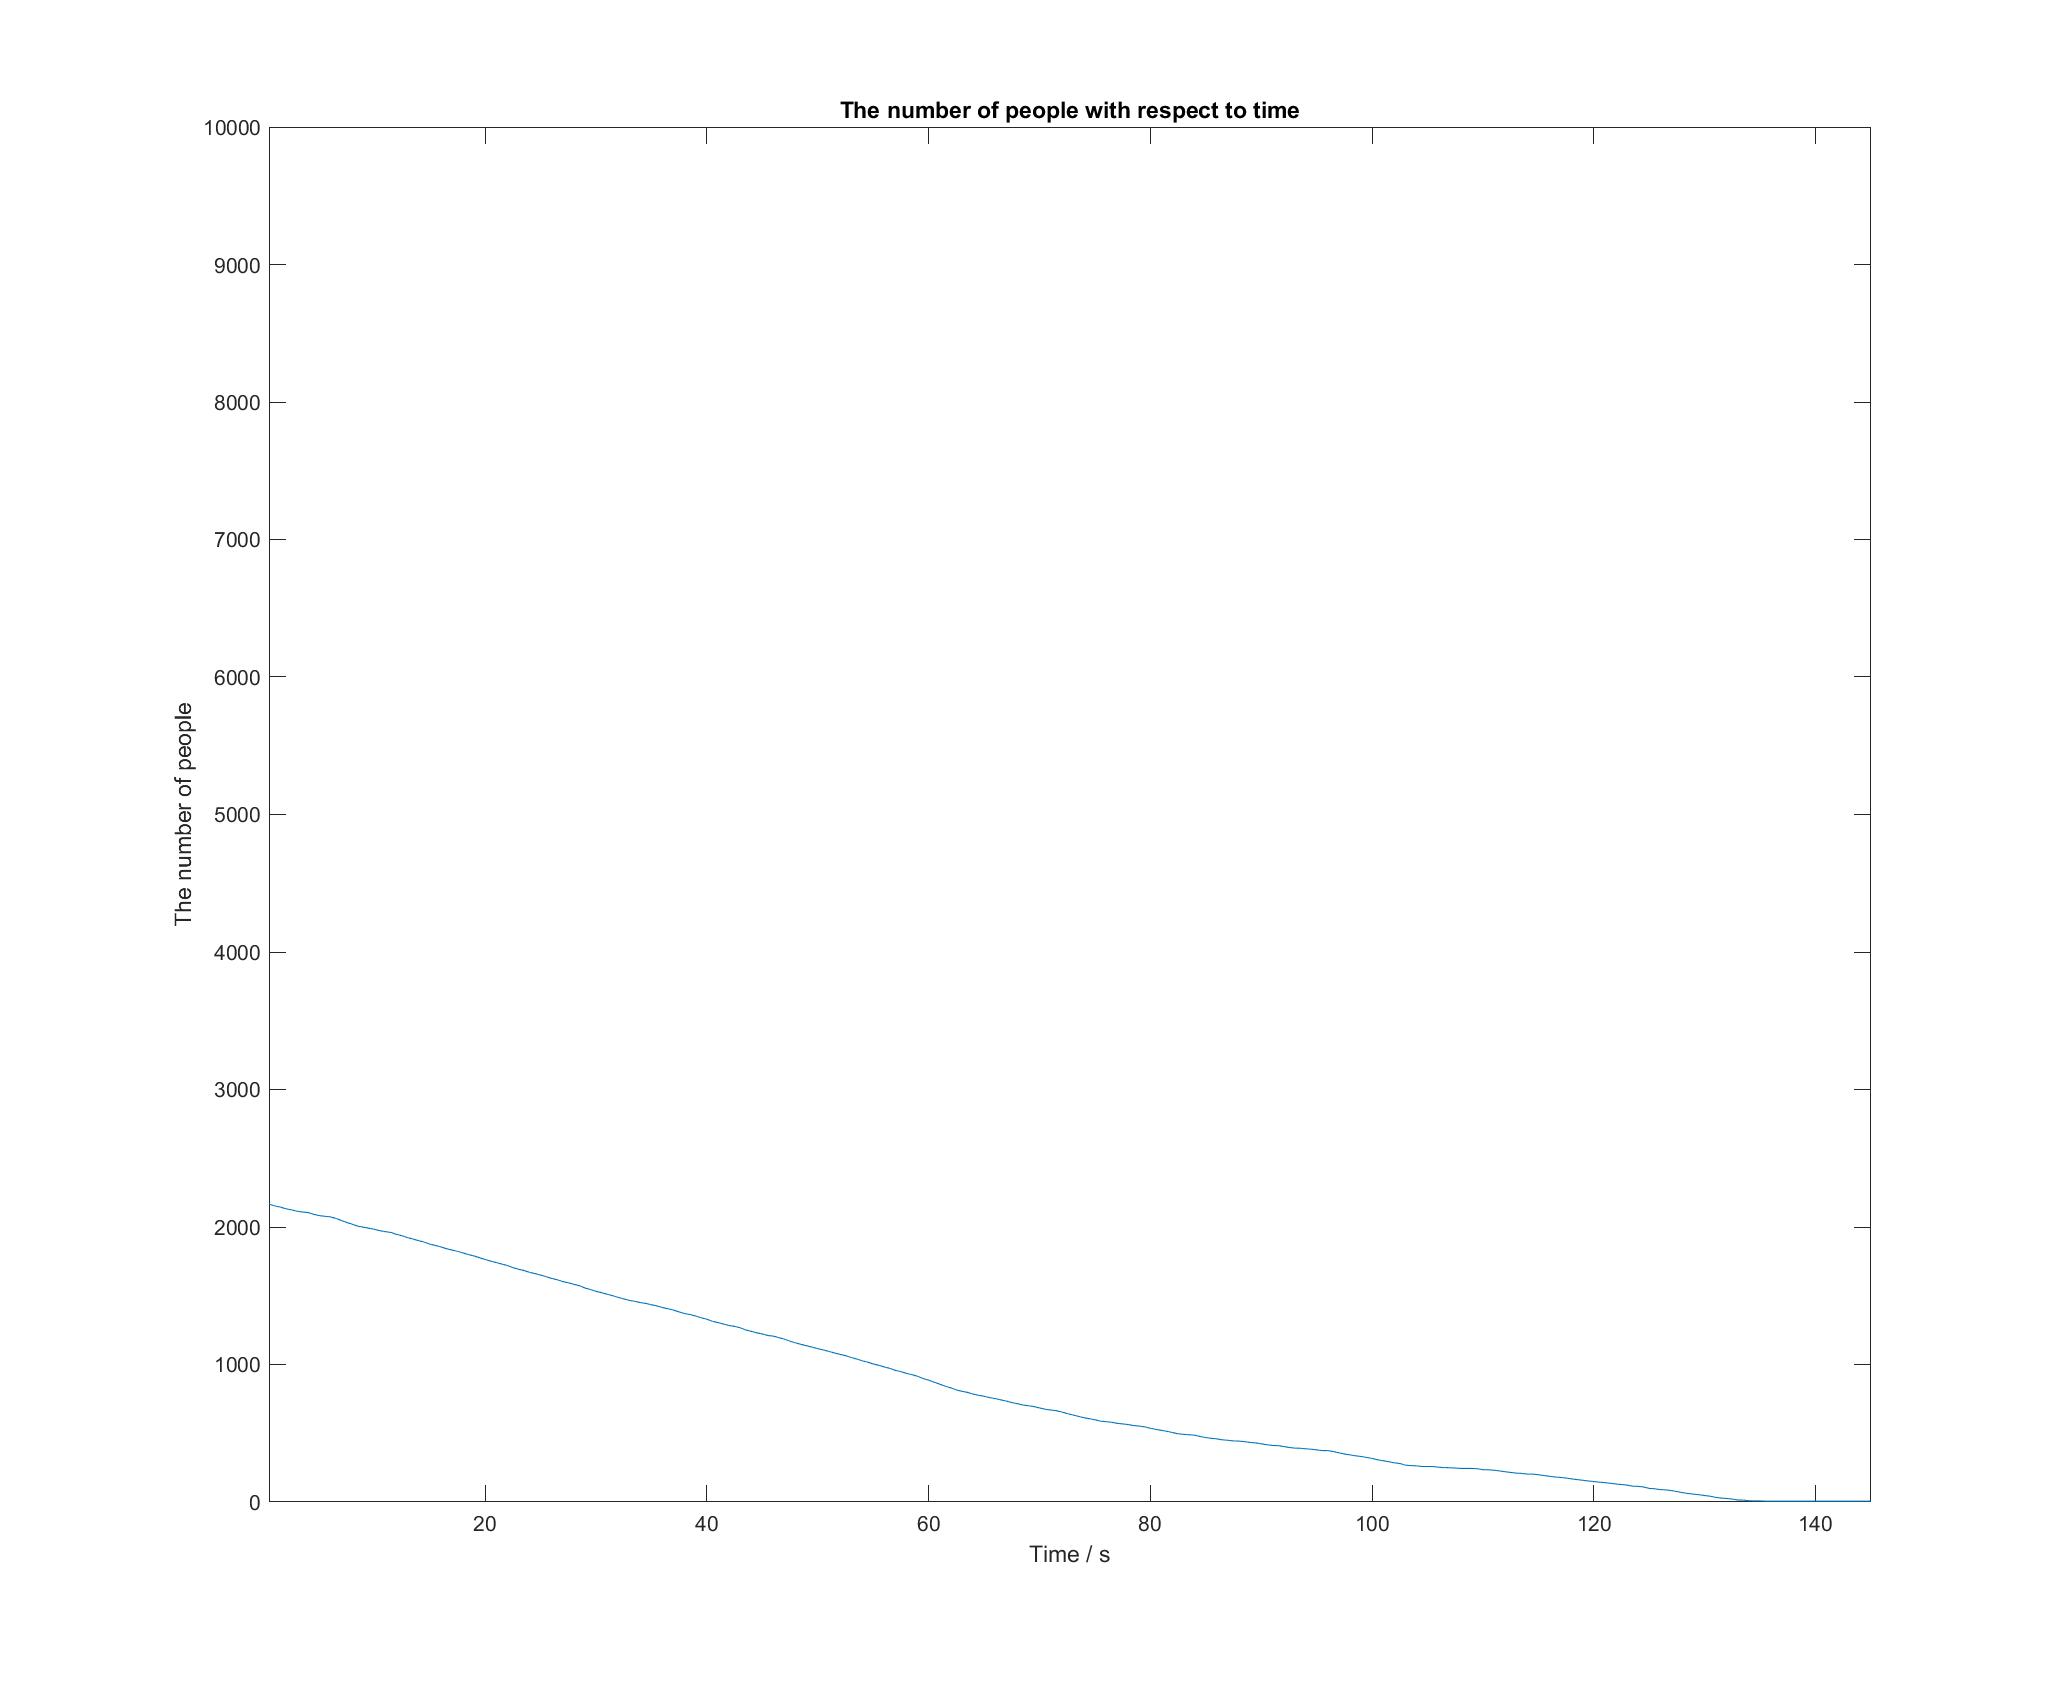 The number of people with respect to time
10000
9000
8000
7000
6000
5000
4000
3000
2000
1000
0
The number of people
20 40 60 80 100 120 140
Time / s